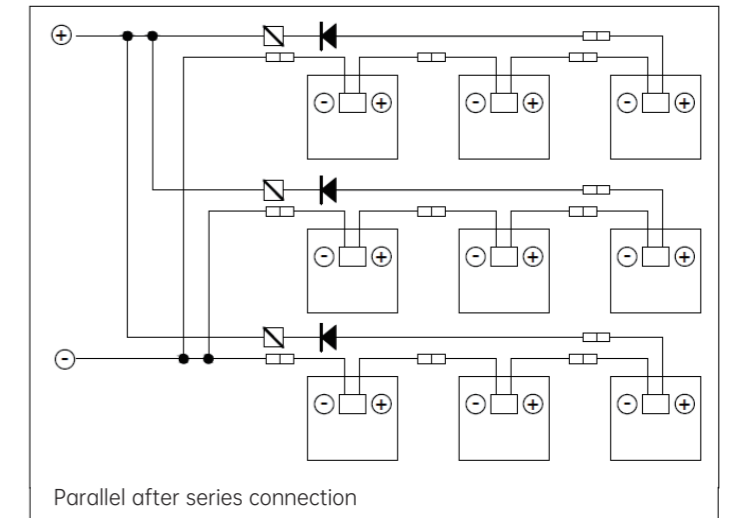 +
- + - + - +
- + - + - +
-
- + - + - +
Parallel after series connection